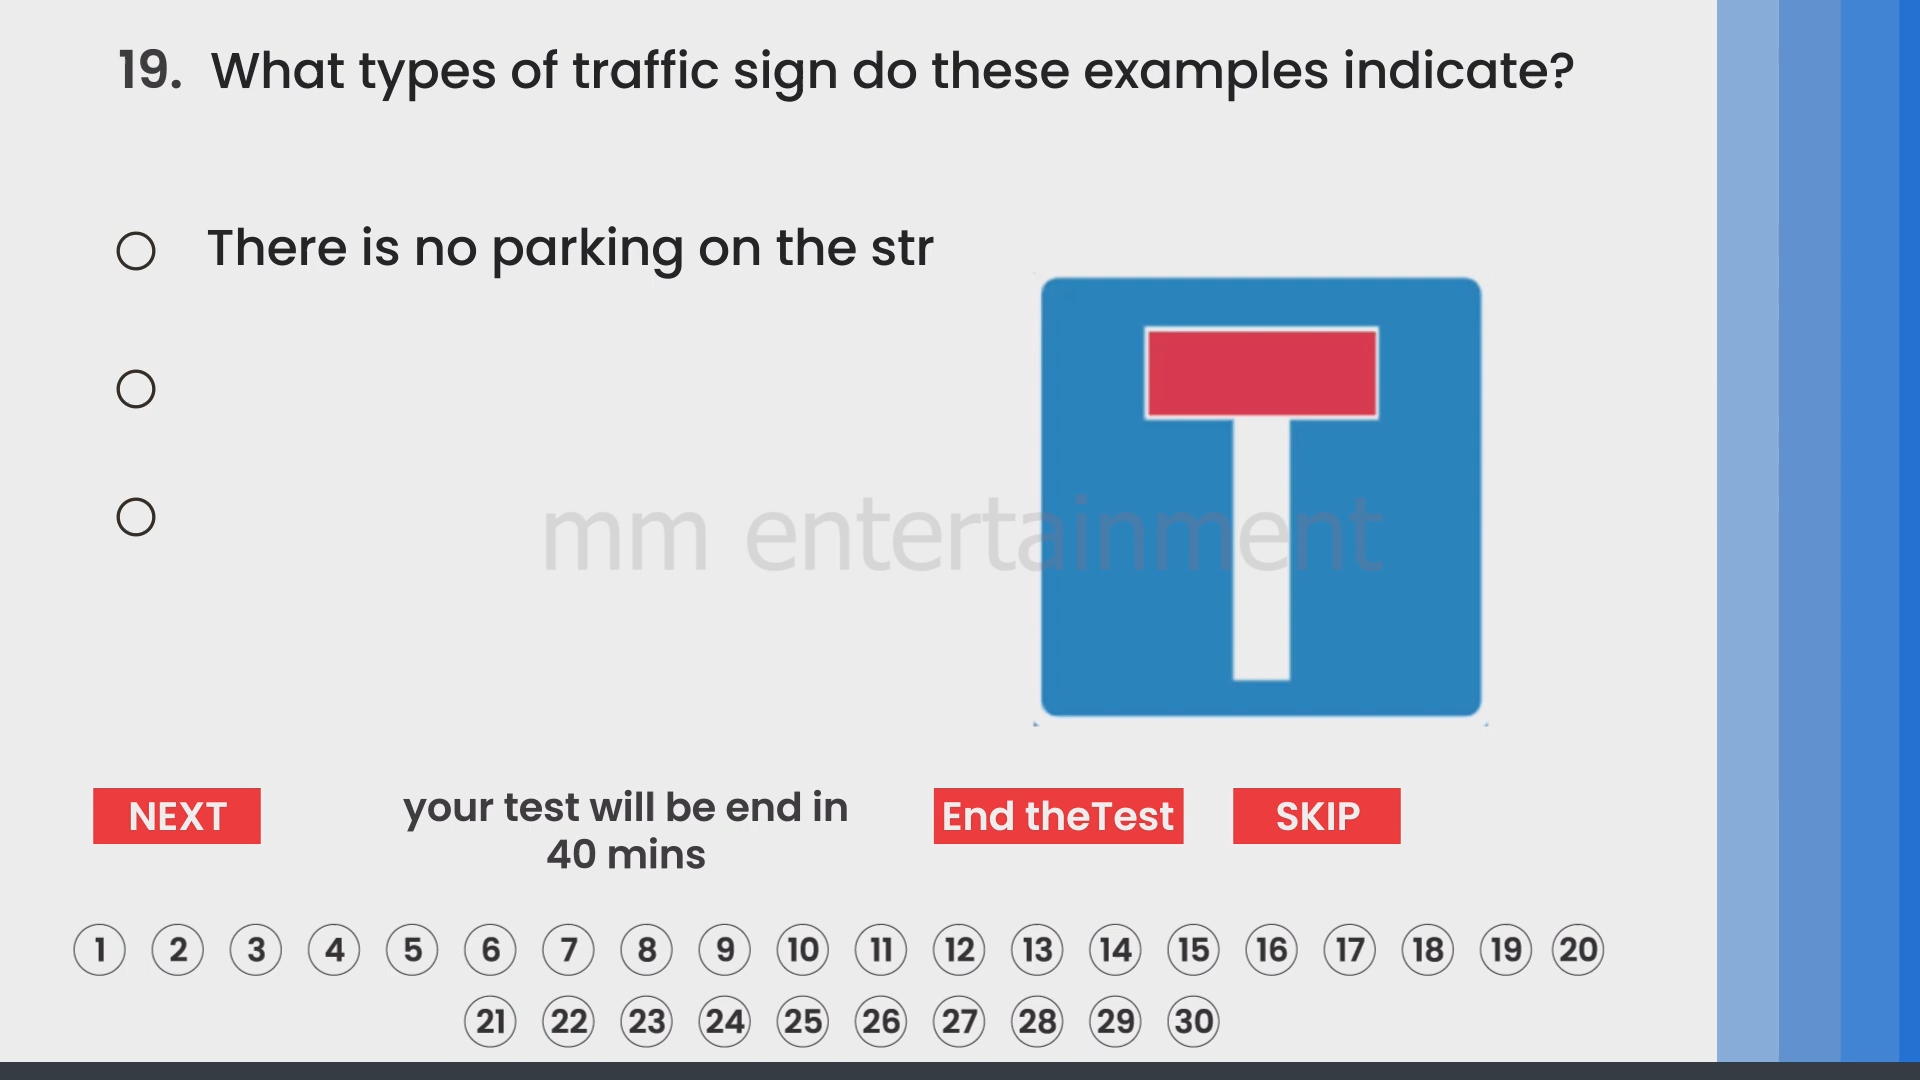 19. What types of traffic sign do these examples indicate?
There is no parking on the str
mm entertainment
NEXT
your test will be end in
40 mins
End theTest
SKIP
1 2 3 4 5 6 7 8 9 10 11 12 13 14 15 16 17 18 19 20
21 22 23 24 25 26 27 28 29 30